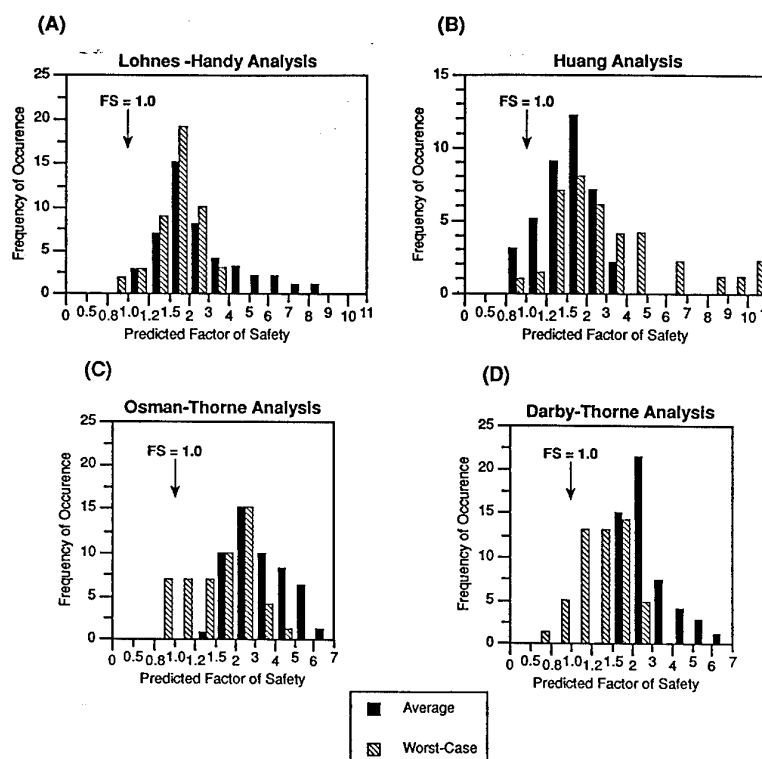 (A)
Lohnes -Handy Analysis
25
20
15
10
5
0
Frequency of Occurence
FS = 1.0
0 0.5 0.8 1.0 1.2 1.5 2 3 4 5 6 7 8 9 10 11
Predicted Factor of Safety
(B)
Huang Analysis
15
10
5
0
Frequency of Occurence
FS = 1.0
0 0.5 0.8 1.0 1.2 1.5 2 3 4 5 6 7 8 9 10 1
Predicted Factor of Safety
(C)
Osman-Thorne Analysis
25
20
15
10
5
0
Frequency of Occurence
FS = 1.0
0 0.5 0.8 1.0 1.2 1.5 2 3 4 5 6 7
Predicted Factor of Safety
(D)
Darby-Thorne Analysis
25
20
15
10
5
0
Frequency of Occurence
FS = 1.0
0 0.5 0.8 1.0 1.2 1.5 2 3 4 5 6 7
Predicted Factor of Safety
Average
Worst-Case